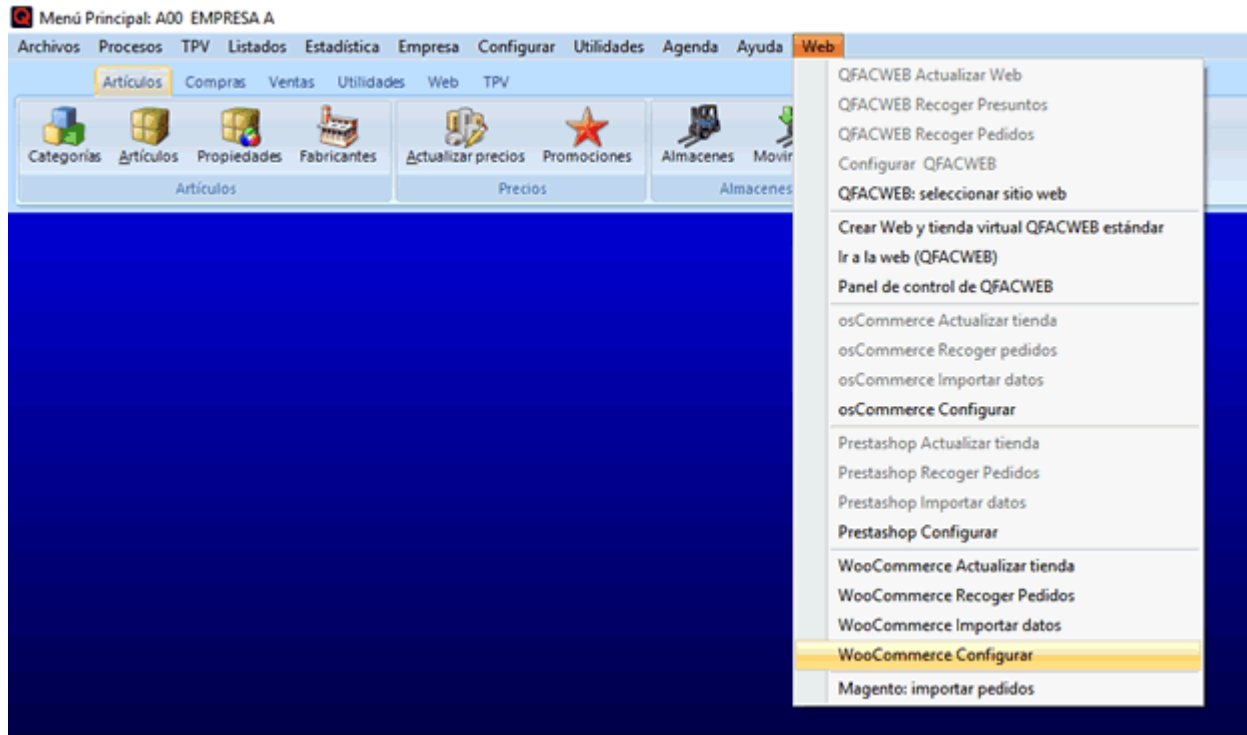 Menú Principal: A00 EMPRESA A
Archivos Procesos TPV Listados Estadística Empresa Configurar Utilidades Agenda Ayuda Web
Artículos Compras Ventas Utilidades Web TPV
Categorías Artículos Propiedades Fabricantes Actualizar precios Promociones Almacenes
Artículos Precios Almacenes
QFACWEB Actualizar Web
QFACWEB Recoger Presuntos
QFACWEB Recoger Pedidos
Configurar QFACWEB
QFACWEB: seleccionar sitio web
Crear Web y tienda virtual QFACWEB estándar
Ir a la web (QFACWEB)
Panel de control de QFACWEB
osCommerce Actualizar tienda
osCommerce Recoger pedidos
osCommerce Importar datos
osCommerce Configurar
Prestashop Actualizar tienda
Prestashop Recoger Pedidos
Prestashop Importar datos
Prestashop Configurar
WooCommerce Actualizar tienda
WooCommerce Recoger Pedidos
WooCommerce Importar datos
WooCommerce Configurar
Magento: importar pedidos